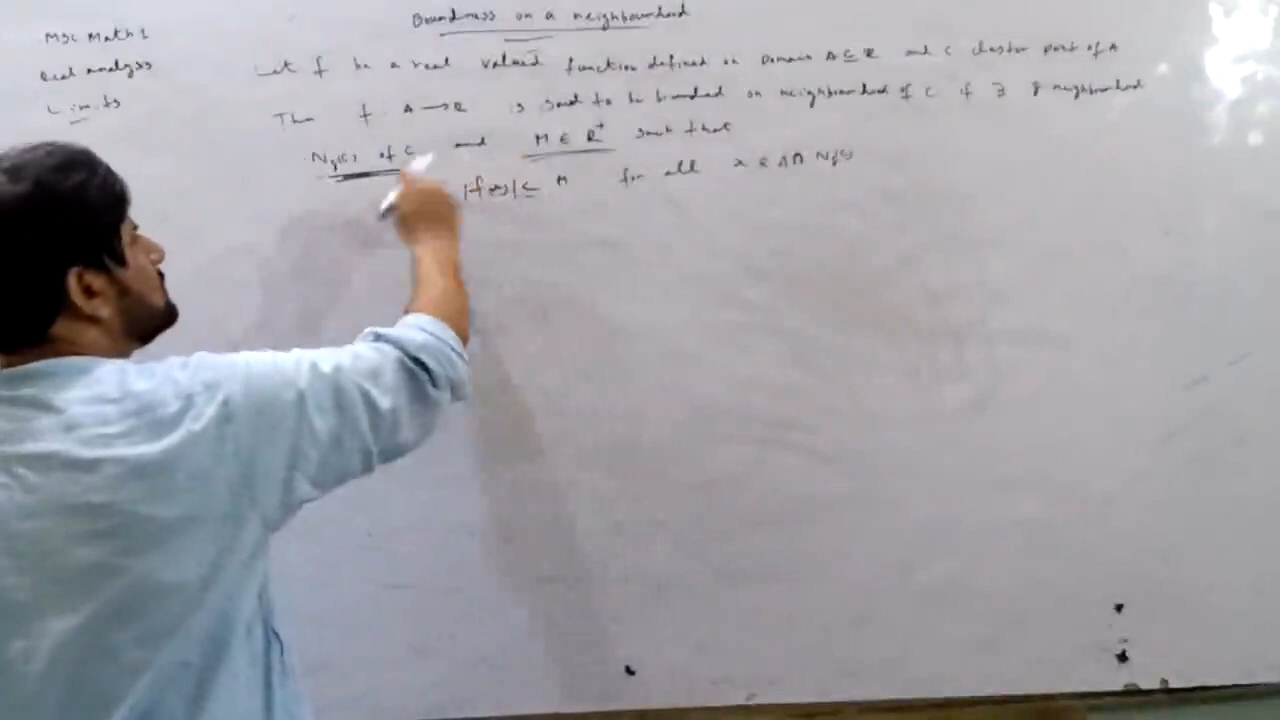 MSC Math 1
Real analysis
Limits
Boundness on a neighbourhood
Let f be a real valued function defined on Domain A ⊆ R and c cluster point of A
Then f: A → R is said to be bounded on neighbourhood of c if ∃ δ neighbourhood
Nδ(c) of c and M ∈ R⁺ such that
|f(x)| ≤ M for all x ∈ A ∩ Nδ(c)